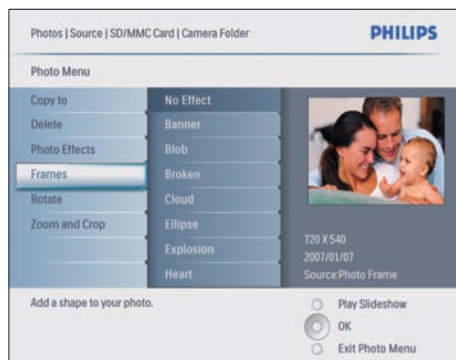 Photos | Source | SD/MMC Card | Camera Folder
PHILIPS
Photo Menu
Copy to
Delete
Photo Effects
Frames
Rotate
Zoom and Crop
No Effect
Banner
Blob
Broken
Cloud
Ellipse
Explosion
Heart
720 X 540
2007/01/07
Source:Photo Frame
Add a shape to your photo.
Play Slideshow
OK
Exit Photo Menu